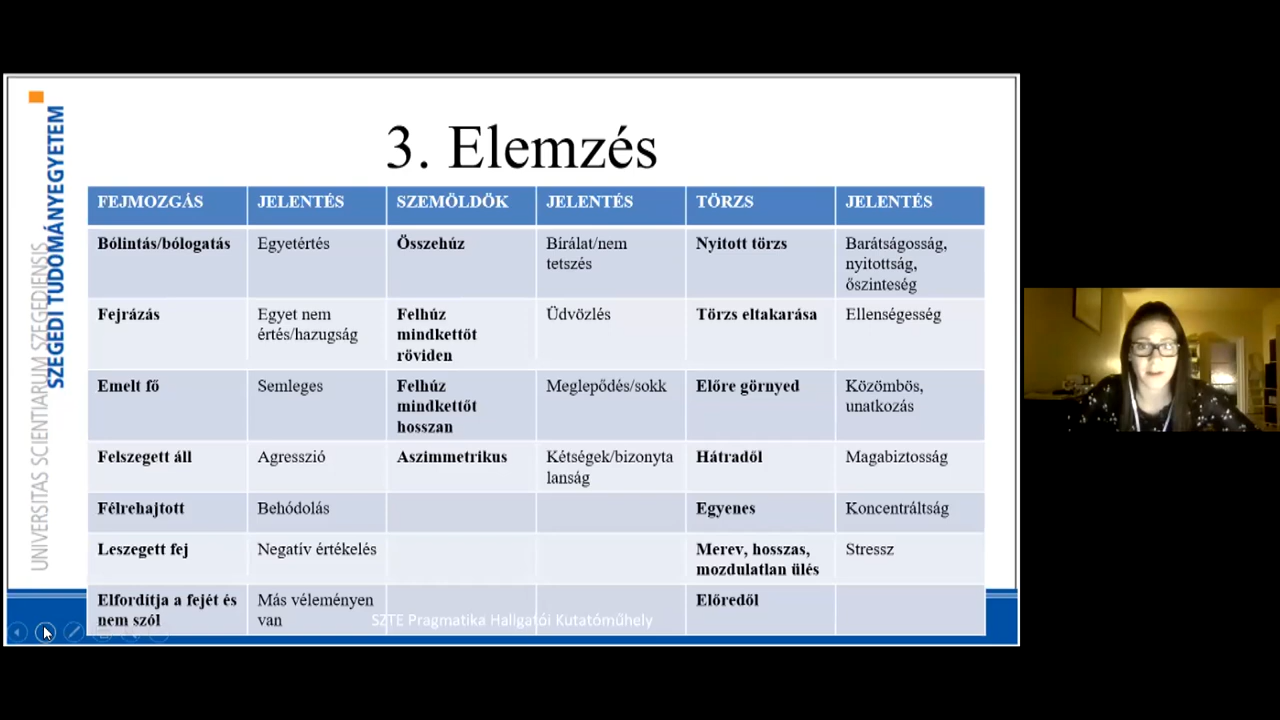 3. Elemzés
SZEGEDI TUDOMÁNYEGYETEM
UNIVERSITAS SCIENTIARUM SZEGEDIENSIS
FEJMOZGÁS JELENTÉS SZEMÖLDÖK JELENTÉS TÖRZS JELENTÉS
Bólintás/bólogatás Egyetértés Összehúz Bírálat/nem Nyitott törzs Barátságosság,
tetszés nyitottság,
őszinteség
Fejrázás Egyet nem Felhúz Üdvözlés Törzs eltakarása Ellenségesség
értés/hazugság mindkettőt
röviden
Emelt fő Semleges Felhúz Meglepődés/sokk Előre görnyed Közömbös,
mindkettőt unatkozás
hosszan
Felszegett áll Agresszió Aszimmetrikus Kétségek/bizonyta Hátradől Magabiztosság
lanság
Félrehajtott Behódolás Egyenes Koncentráltság
Leszegett fej Negatív értékelés Merev, hosszas, Stressz
mozdulatlan ülés
Elfordítja a fejét és Más véleményen Előredől
nem szól van
SZTE Pragmatika Hallgatói Kutatóműhely